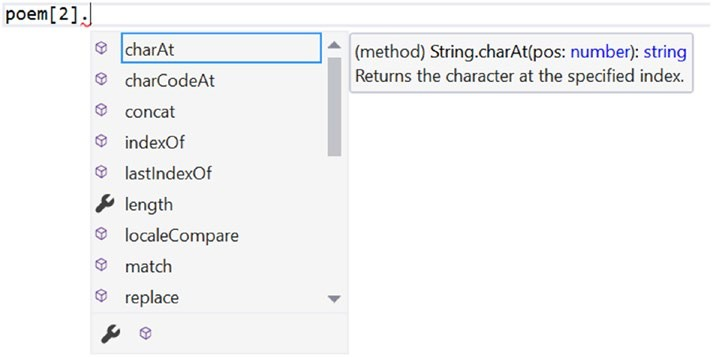 poem[2].
charAt
(method) String.charAt(pos: number): string
Returns the character at the specified index.
charCodeAt
concat
indexOf
lastIndexOf
length
localeCompare
match
replace